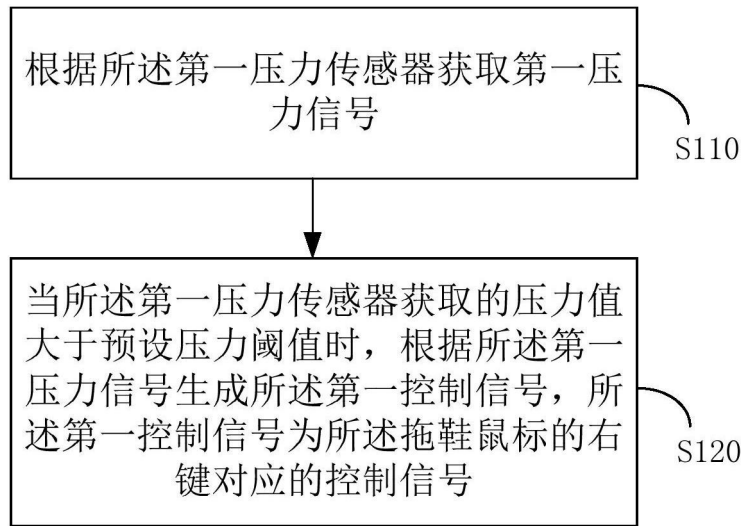 根据所述第一压力传感器获取第一压
力信号
S110
当所述第一压力传感器获取的压力值
大于预设压力阈值时，根据所述第一
压力信号生成所述第一控制信号，所
述第一控制信号为所述拖鞋鼠标的右
键对应的控制信号
S120